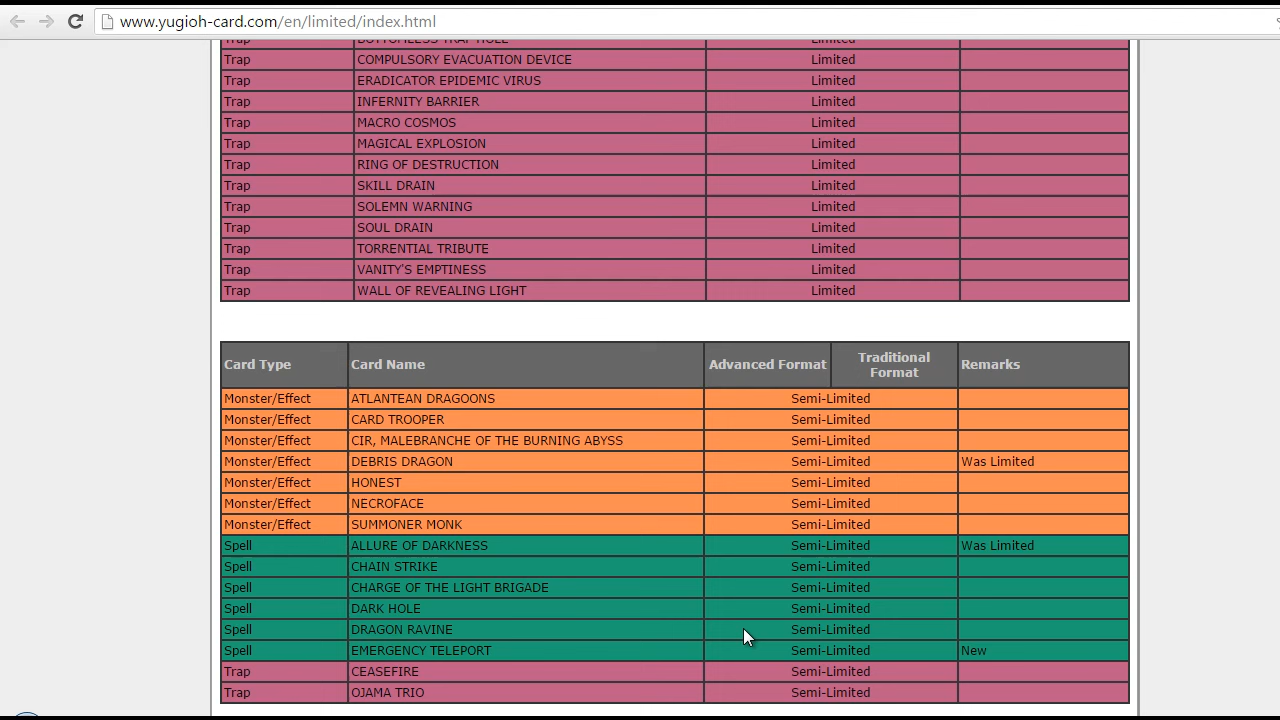 www.yugioh-card.com/en/limited/index.html
Trap BOTTOMLESS TRAP HOLE Limited
Trap COMPULSORY EVACUATION DEVICE Limited
Trap ERADICATOR EPIDEMIC VIRUS Limited
Trap INFERNITY BARRIER Limited
Trap MACRO COSMOS Limited
Trap MAGICAL EXPLOSION Limited
Trap RING OF DESTRUCTION Limited
Trap SKILL DRAIN Limited
Trap SOLEMN WARNING Limited
Trap SOUL DRAIN Limited
Trap TORRENTIAL TRIBUTE Limited
Trap VANITY'S EMPTINESS Limited
Trap WALL OF REVEALING LIGHT Limited
Card Type Card Name Advanced Format Traditional Format Remarks
Monster/Effect ATLANTEAN DRAGOONS Semi-Limited
Monster/Effect CARD TROOPER Semi-Limited
Monster/Effect CIR, MALEBRANCHE OF THE BURNING ABYSS Semi-Limited
Monster/Effect DEBRIS DRAGON Semi-Limited Was Limited
Monster/Effect HONEST Semi-Limited
Monster/Effect NECROFACE Semi-Limited
Monster/Effect SUMMONER MONK Semi-Limited
Spell ALLURE OF DARKNESS Semi-Limited Was Limited
Spell CHAIN STRIKE Semi-Limited
Spell CHARGE OF THE LIGHT BRIGADE Semi-Limited
Spell DARK HOLE Semi-Limited
Spell DRAGON RAVINE Semi-Limited
Spell EMERGENCY TELEPORT Semi-Limited New
Trap CEASEFIRE Semi-Limited
Trap OJAMA TRIO Semi-Limited